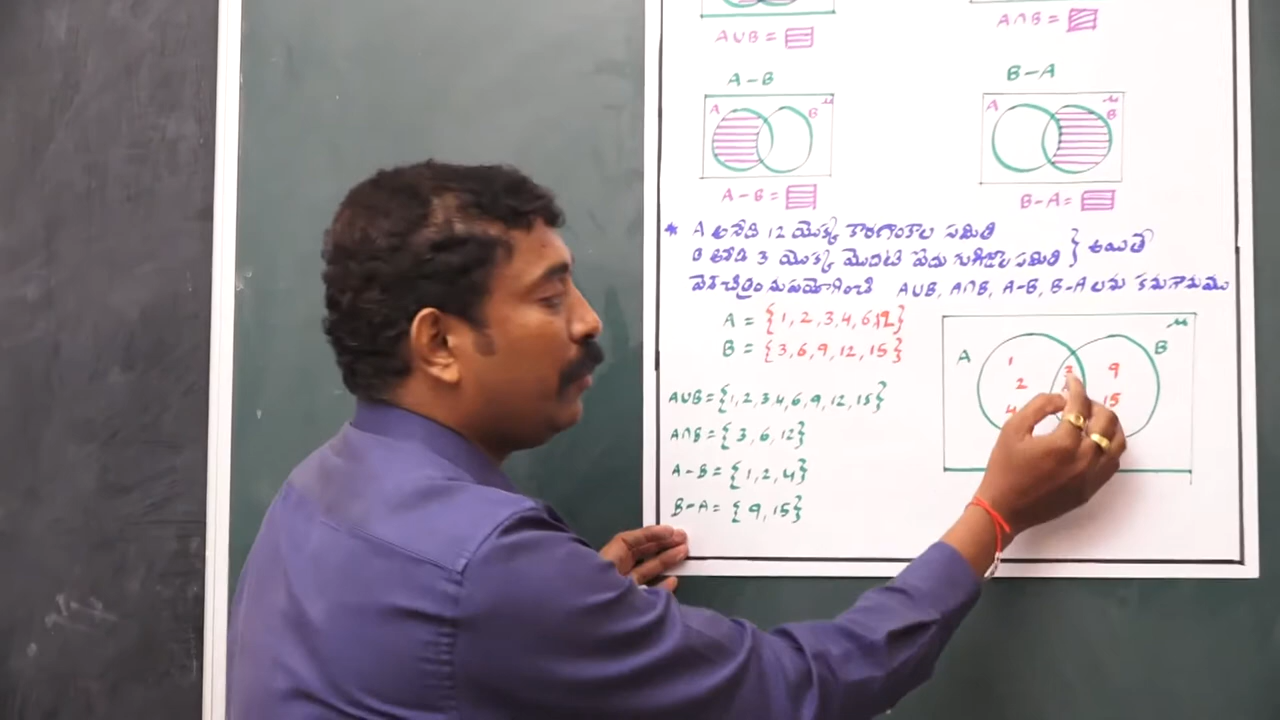 A∪B =
A∩B =
A-B
B-A
A B μ
A B μ
A-B =
B-A =
* A అనేది 12 యొక్క కారణాంకాల సమితి
B అనేది 3 యొక్క మొదటి ఐదు గుణిజాల సమితి } అయితే
వెన్ చిత్రంనుపయోగించి A∪B, A∩B, A-B, B-A లను కనుగొనుము
A = {1, 2, 3, 4, 6, 12}
B = {3, 6, 9, 12, 15}
A∪B = {1, 2, 3, 4, 6, 9, 12, 15}
A∩B = {3, 6, 12}
A-B = {1, 2, 4}
B-A = {9, 15}
μ
A B
1 3 9
2
4 15